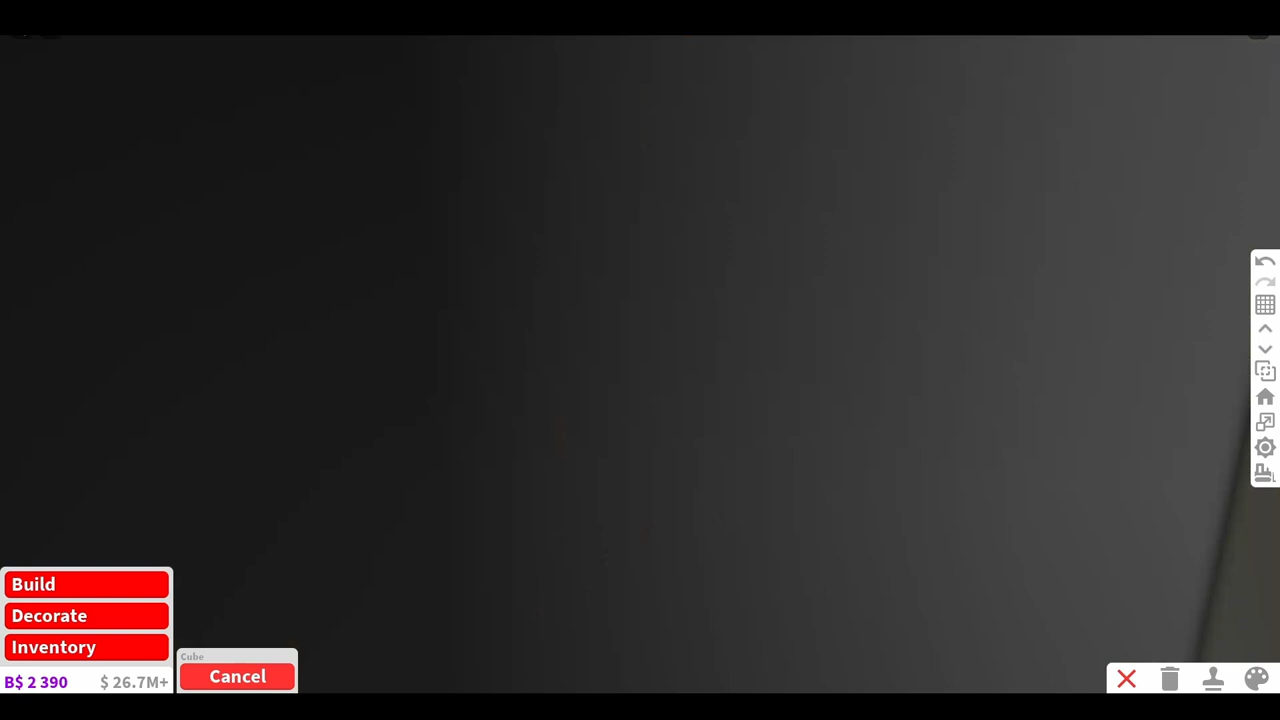 Build
Decorate
Inventory
B$ 2 390 $ 26.7M+
Cube
Cancel